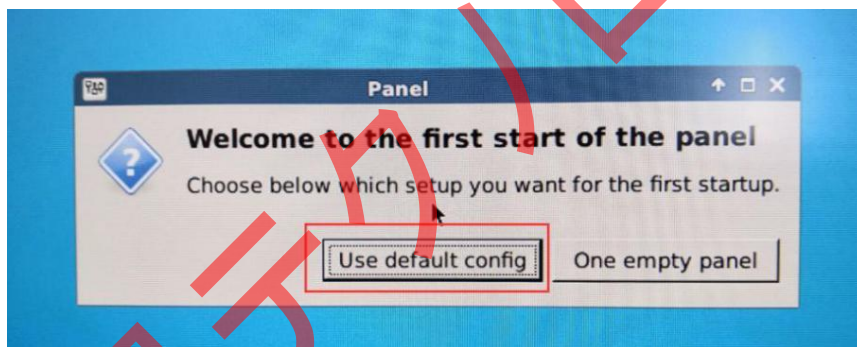 Panel
Welcome to the first start of the panel
Choose below which setup you want for the first startup.
Use default config
One empty panel